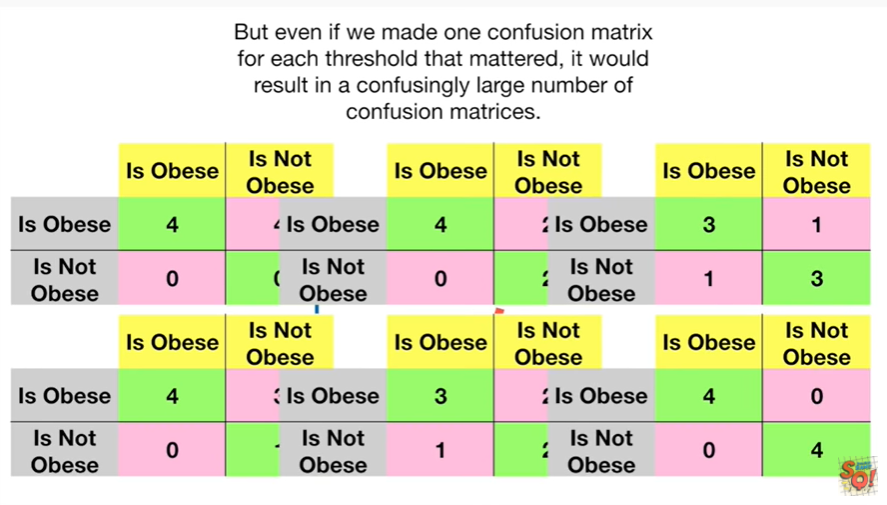 But even if we made one confusion matrix
for each threshold that mattered, it would
result in a confusingly large number of
confusion matrices.
Is Obese Is Not Obese Is Obese Is Not Obese Is Obese Is Not Obese
Is Obese 4 Is Obese 4 Is Obese 3 1
Is Not Obese 0 Is Not Obese 0 Is Not Obese 1 3
Is Obese Is Not Obese Is Obese Is Not Obese Is Obese Is Not Obese
Is Obese 4 Is Obese 3 Is Obese 4 0
Is Not Obese 0 Is Not Obese 1 Is Not Obese 0 4
SQ!